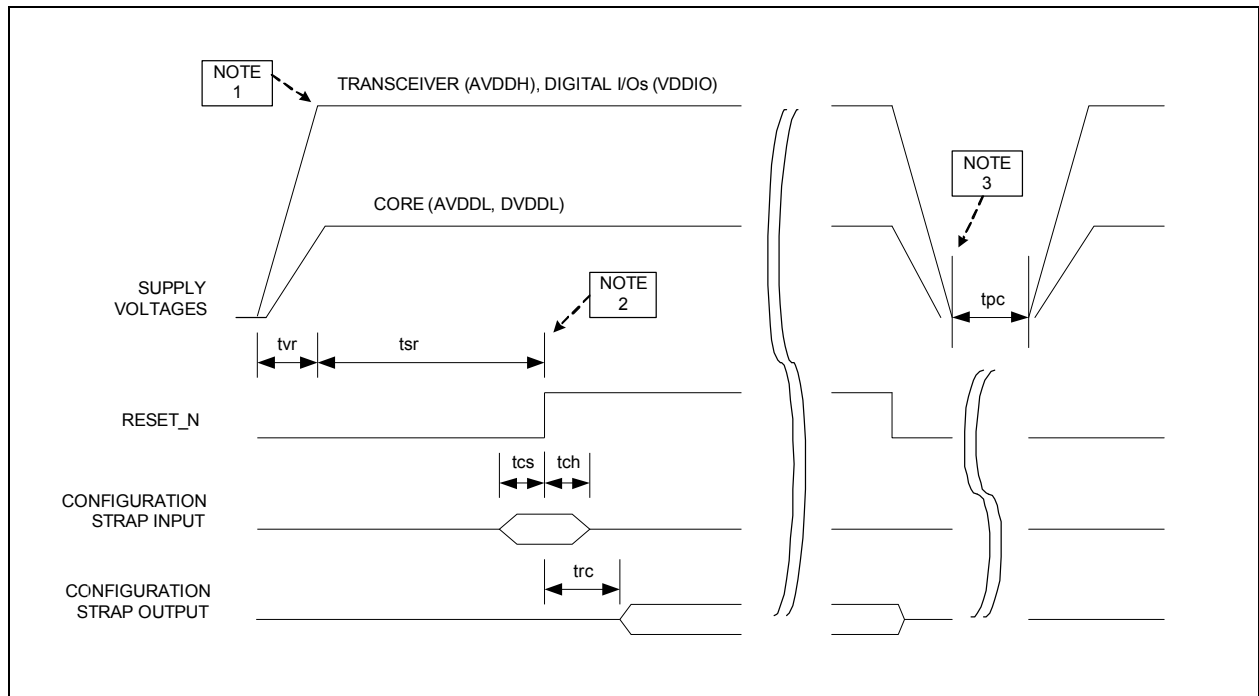 NOTE
1
TRANSCEIVER (AVDDH), DIGITAL I/Os (VDDIO)
NOTE
3
CORE (AVDDL, DVDDL)
SUPPLY
VOLTAGES
NOTE
2
tpc
tvr
tsr
RESET_N
tcs
tch
CONFIGURATION
STRAP INPUT
trc
CONFIGURATION
STRAP OUTPUT